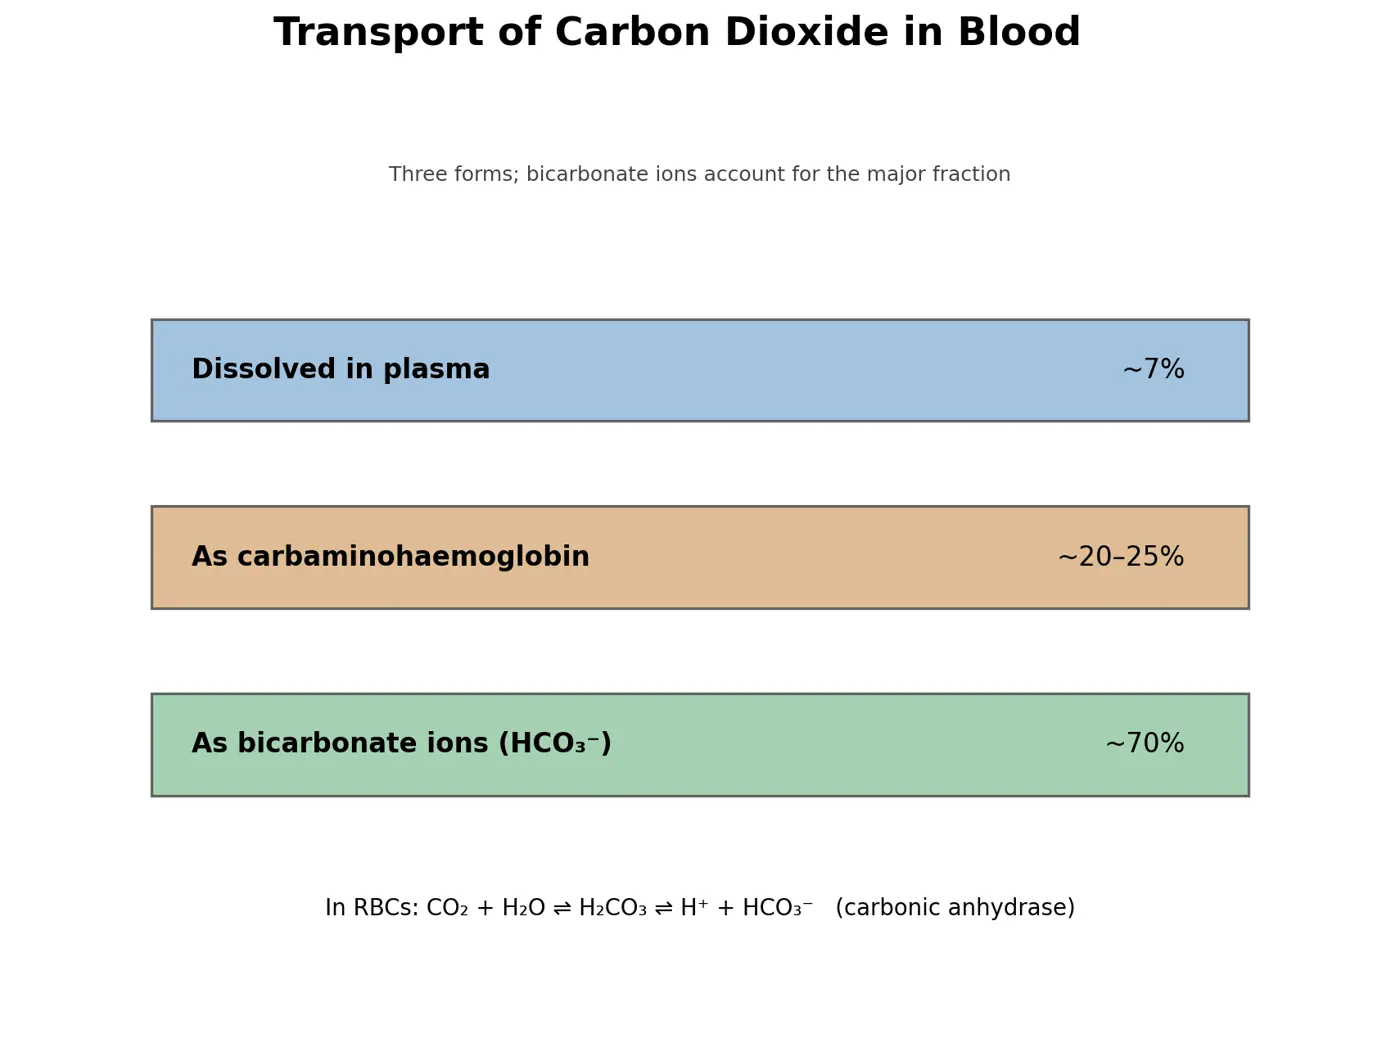 Transport of Carbon Dioxide in Blood
Three forms; bicarbonate ions account for the major fraction
Dissolved in plasma ~7%
As carbaminohaemoglobin ~20–25%
As bicarbonate ions (HCO₃⁻) ~70%
In RBCs: CO₂ + H₂O ⇌ H₂CO₃ ⇌ H⁺ + HCO₃⁻ (carbonic anhydrase)